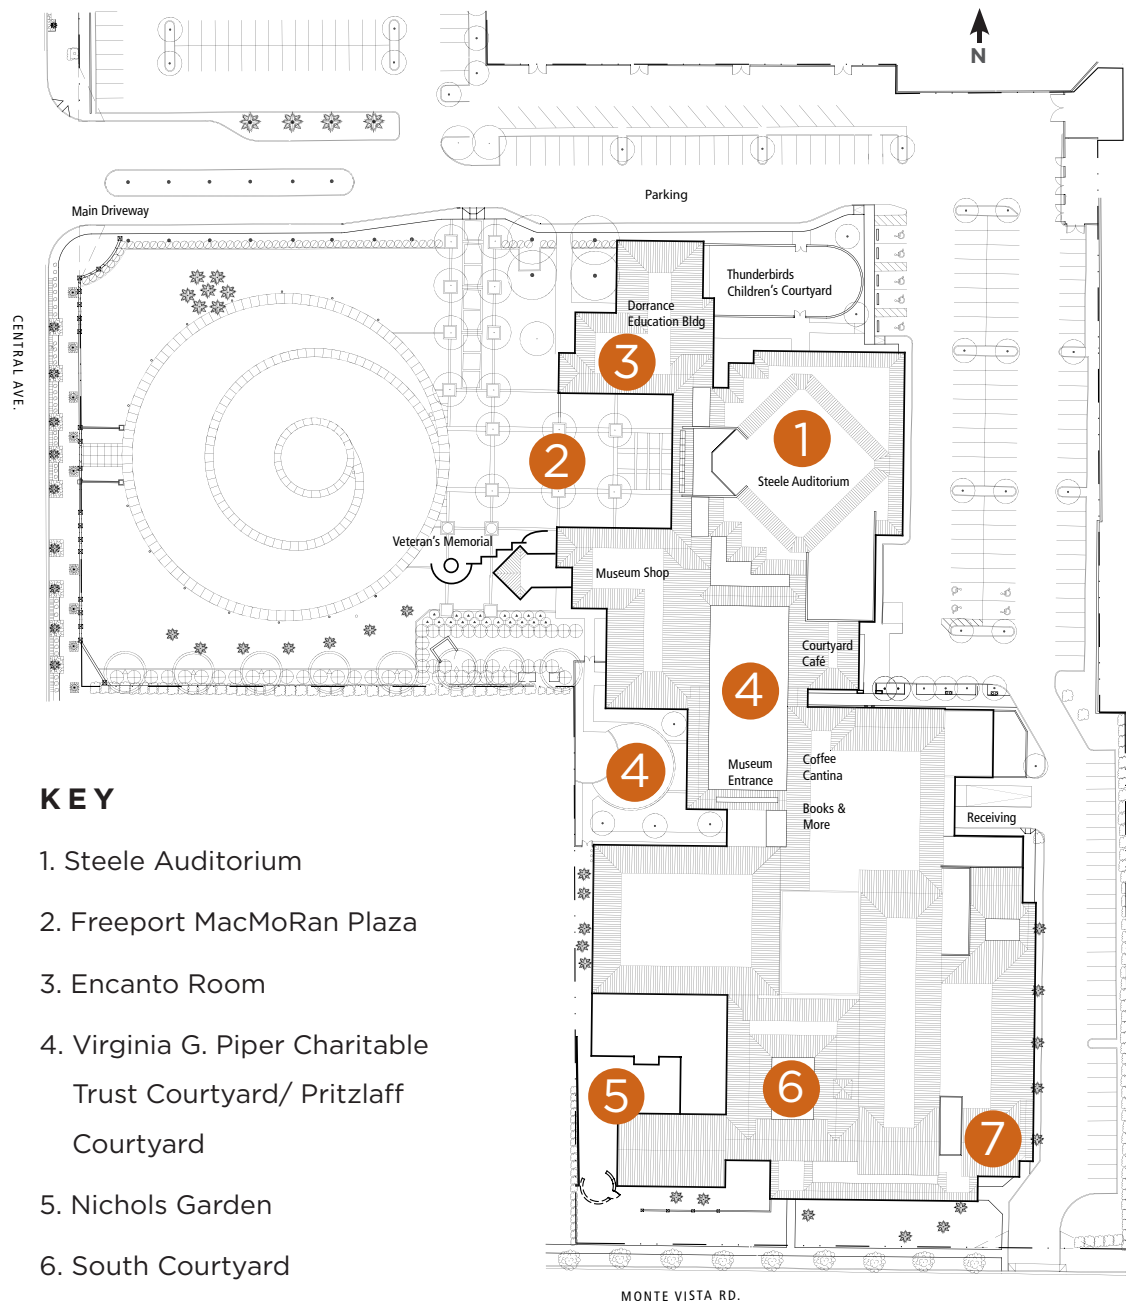 N
Parking
Main Driveway
Thunderbirds
Children's Courtyard
Dorrance
Education Bldg
CENTRAL AVE.
3
1
2
Steele Auditorium
Veteran's Memorial
Museum Shop
Courtyard
Café
4
4
Museum
Entrance
Coffee
Cantina
Books &
More
Receiving
KEY
1. Steele Auditorium
2. Freeport MacMoRan Plaza
3. Encanto Room
4. Virginia G. Piper Charitable
Trust Courtyard/ Pritzlaff
Courtyard
5. Nichols Garden
6. South Courtyard
5
6
7
MONTE VISTA RD.